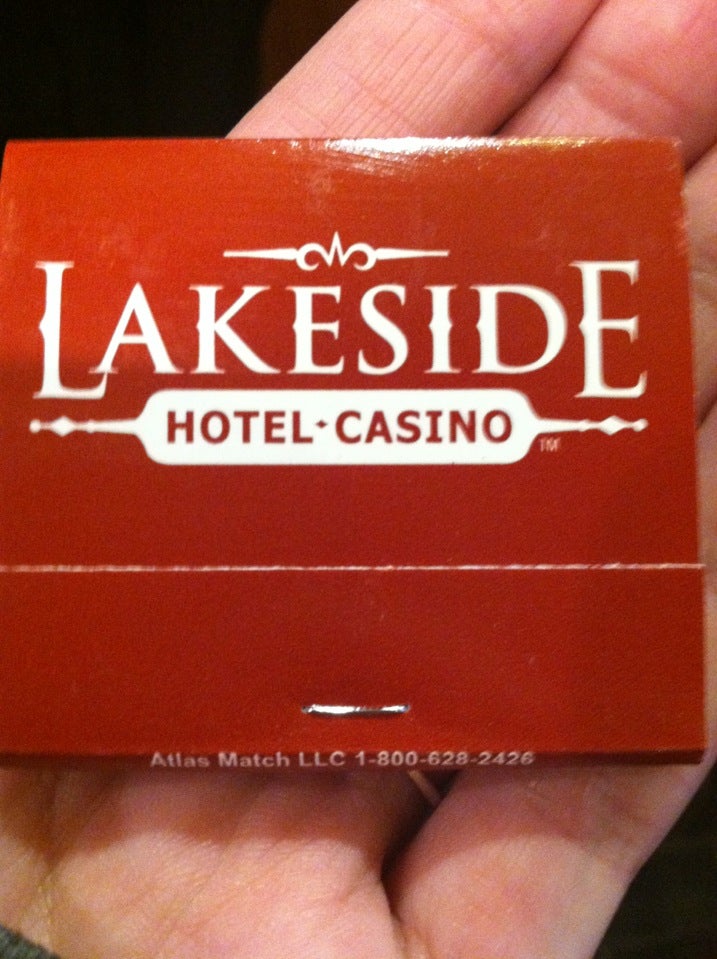 LAKESIDE
HOTEL · CASINO ™
Atlas Match LLC 1-800-628-2426